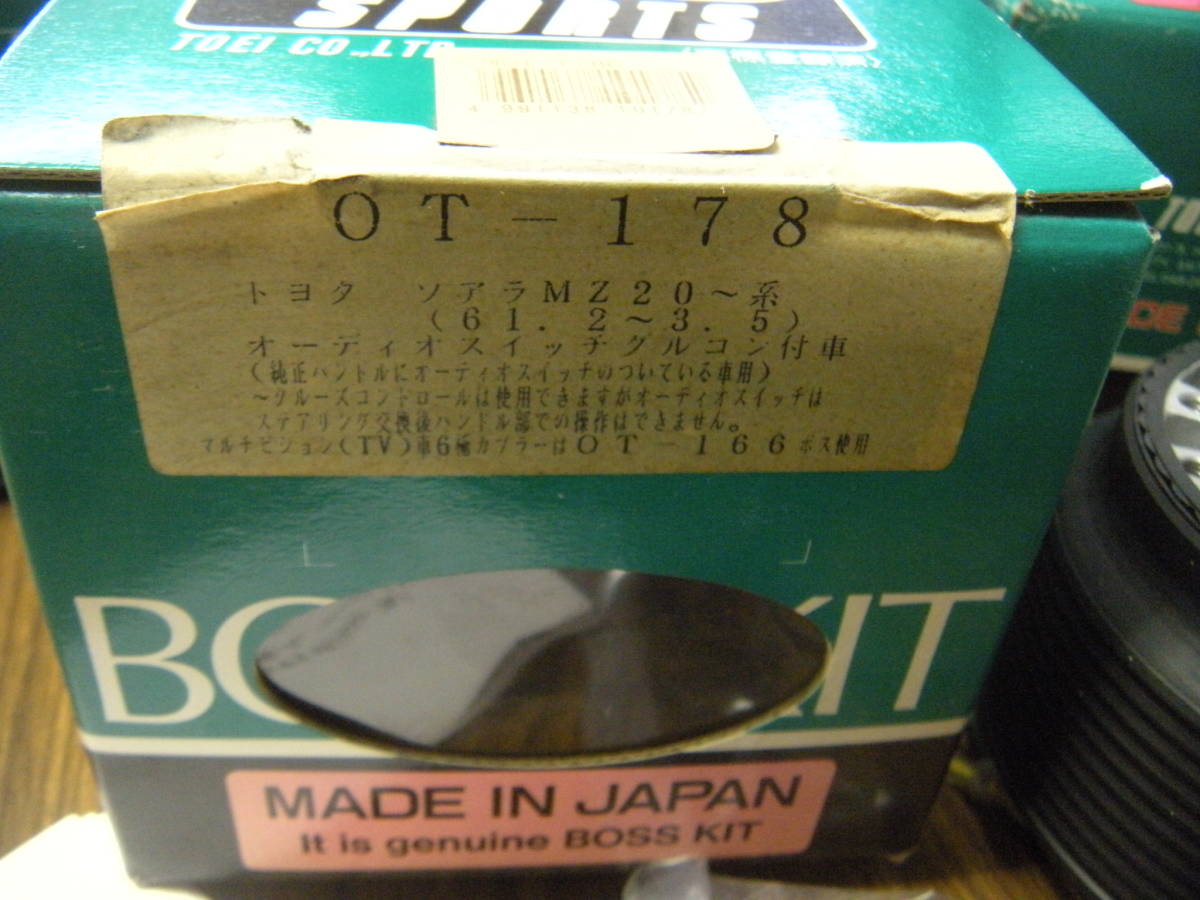 SPORTS
TOEI CO.,LTD
OT-178
トヨタ ソアラMZ20～系
(61.2～3.5)
オーディオスイッチクルコン付車
(純正ハンドルにオーディオスイッチのついている車用)
～クルーズコントロールは使用できますがオーディオスイッチは
ステアリング交換後ハンドル部での操作はできません。
マルチビジョン(TV)車6極カプラーはOT-166ボス使用
KIT
MADE IN JAPAN
It is genuine BOSS KIT